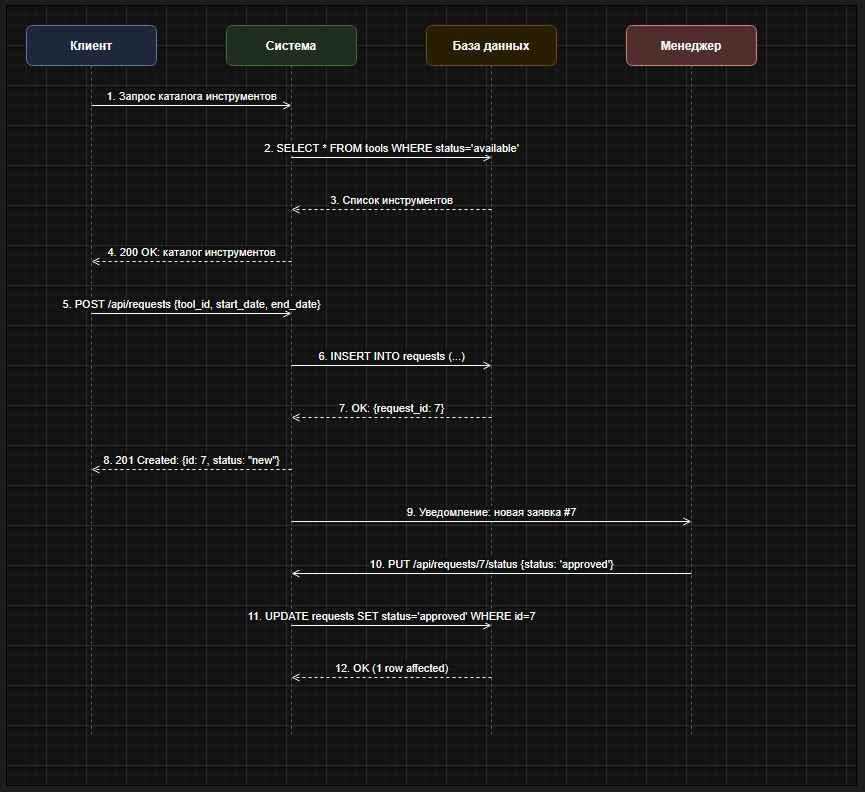 Клиент
Система
База данных
Менеджер
1. Запрос каталога инструментов
2. SELECT * FROM tools WHERE status='available'
3. Список инструментов
4. 200 OK: каталог инструментов
5. POST /api/requests {tool_id, start_date, end_date}
6. INSERT INTO requests (...)
7. OK: {request_id: 7}
8. 201 Created: {id: 7, status: "new"}
9. Уведомление: новая заявка #7
10. PUT /api/requests/7/status {status: 'approved'}
11. UPDATE requests SET status='approved' WHERE id=7
12. OK (1 row affected)